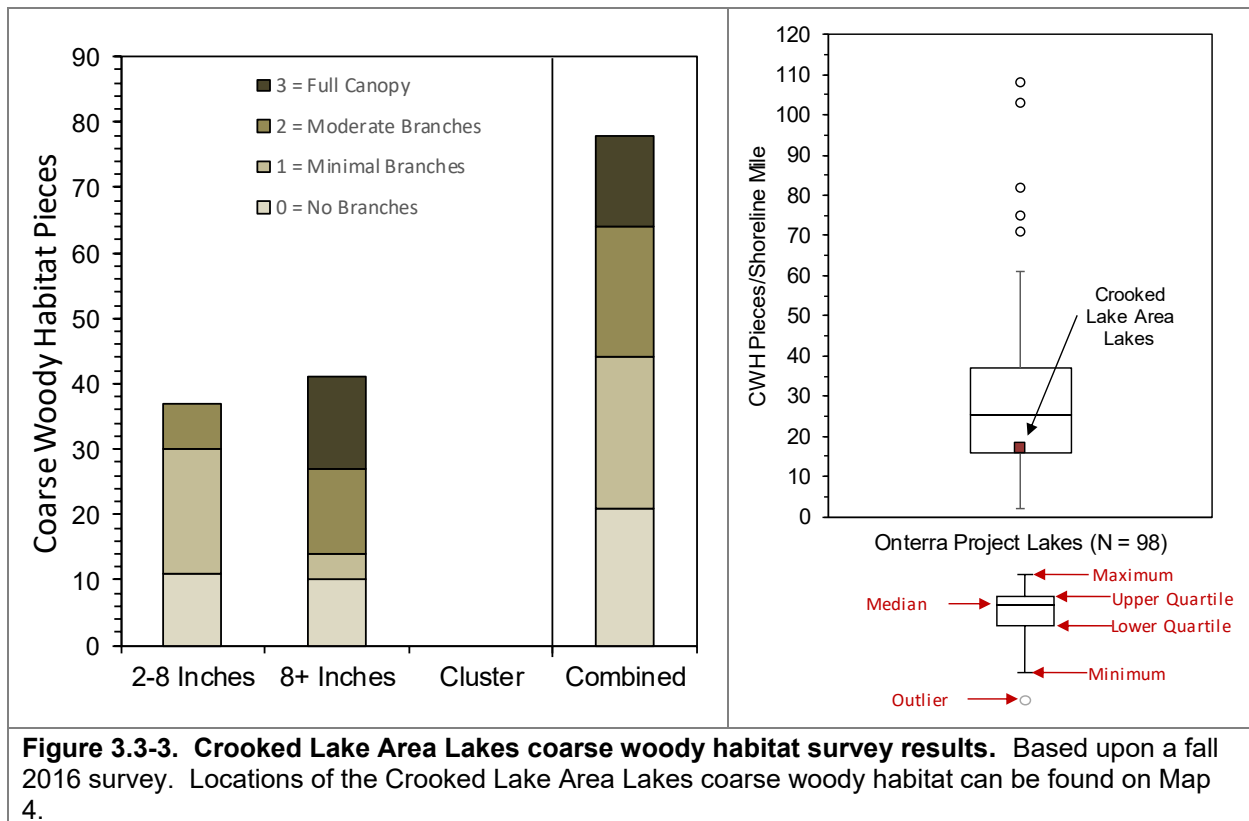 Coarse Woody Habitat Pieces
90
80
70
60
50
40
30
20
10
0
3 = Full Canopy
2 = Moderate Branches
1 = Minimal Branches
0 = No Branches
2-8 Inches
8+ Inches
Cluster
Combined
CWH Pieces/Shoreline Mile
120
110
100
90
80
70
60
50
40
30
20
10
0
Crooked
Lake Area
Lakes
Onterra Project Lakes (N = 98)
Maximum
Upper Quartile
Median
Lower Quartile
Minimum
Outlier
Figure 3.3-3. Crooked Lake Area Lakes coarse woody habitat survey results. Based upon a fall
2016 survey. Locations of the Crooked Lake Area Lakes coarse woody habitat can be found on Map
4.